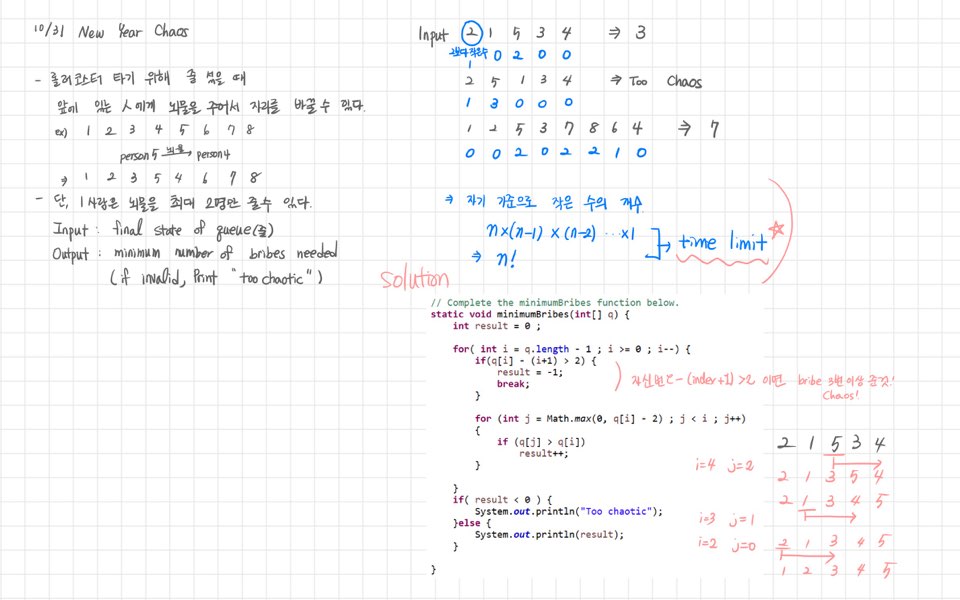 10/31 New Year Chaos
- 롤러코스터 타기 위해 줄 섰을 때
앞에 있는 사람에게 뇌물을 주어서 자리를 바꿀 수 있다.
ex) 1 2 3 4 5 6 7 8
person 5 뇌물→ person 4
⇒ 1 2 3 5 4 6 7 8
- 단, 1사람은 뇌물을 최대 2명만 줄수 있다.
Input : final state of queue(줄)
Output : minimum number of bribes needed
(if invalid, Print "too chaotic")
Input 2 1 5 3 4 ⇒ 3
2보다 작은수 1 0 2 0 0
2 5 1 3 4 ⇒ Too Chaos
1 3 0 0 0
1 2 5 3 7 8 6 4 ⇒ 7
0 0 2 0 2 2 1 0
⇒ 자기 기준으로 작은 수의 개수
n×(n-1)×(n-2) ···×1
⇒ n!
→ time limit ☆
solution
// Complete the minimumBribes function below.
static void minimumBribes(int[] q) {
int result = 0 ;
for( int i = q.length - 1 ; i >= 0 ; i--) {
if(q[i] - (i+1) > 2) {
result = -1;
break;
}
for (int j = Math.max(0, q[i] - 2) ; j < i ; j++)
{
if (q[j] > q[i])
result++;
}
}
if( result < 0 ) {
System.out.println("Too chaotic");
}else {
System.out.println(result);
}
}
자신번호-(index+1)>2 이면 bribe 3번이상 준것!
Chaos!
2 1 5 3 4
i=4 j=2
2 1 3 5 4
2 1 3 4 5
i=3 j=1
i=2 j=0
2 1 3 4 5
1 2 3 4 5